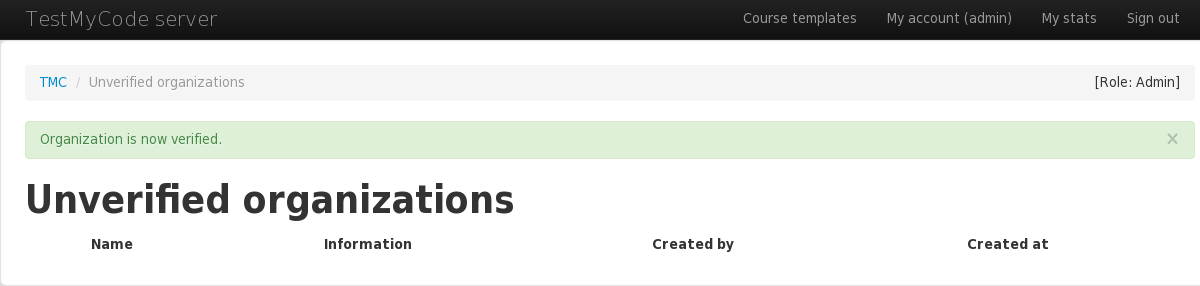 TestMyCode server Course templates My account (admin) My stats Sign out
TMC / Unverified organizations [Role: Admin]
Organization is now verified. ×
Unverified organizations
Name Information Created by Created at